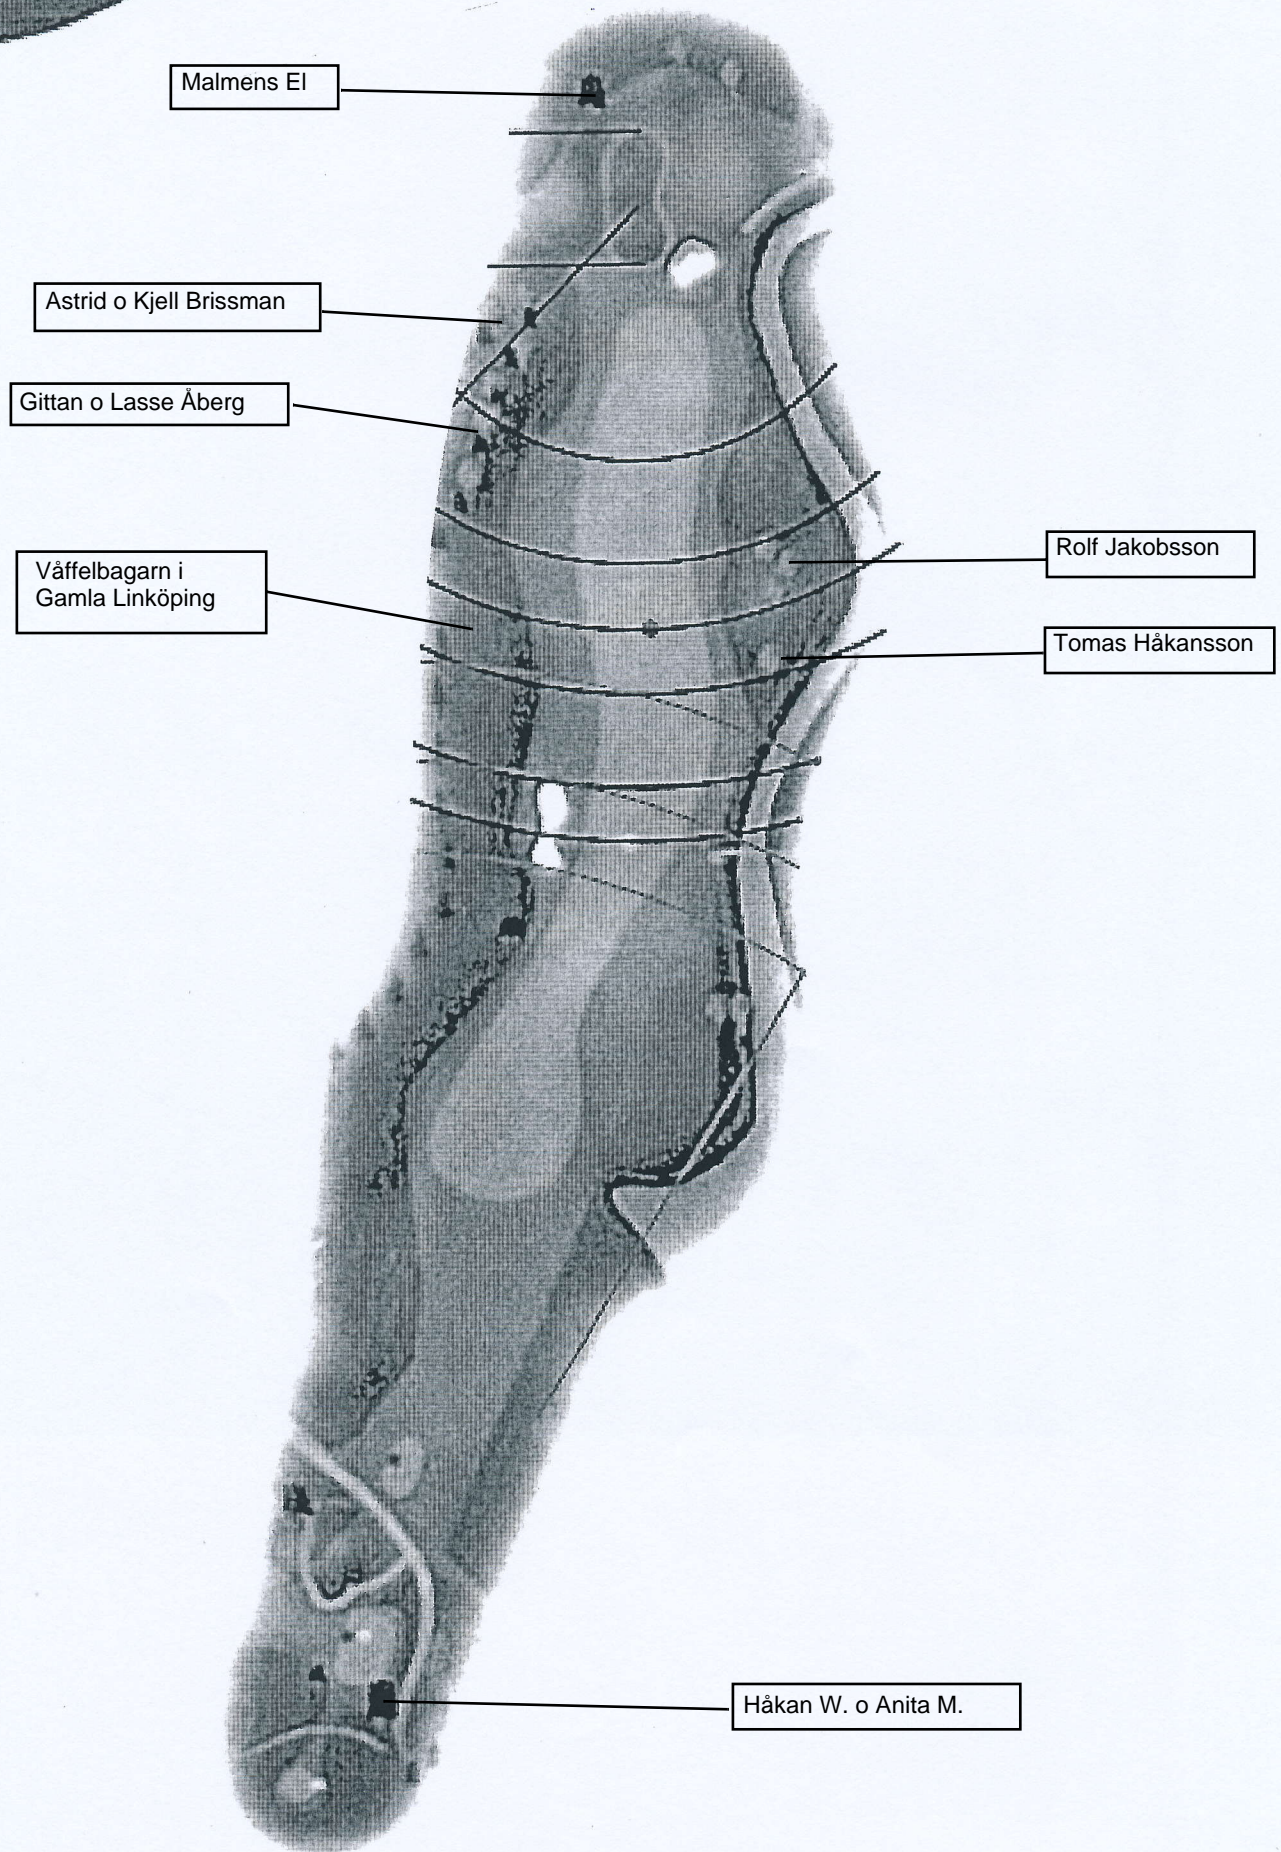 Malmens El
Astrid o Kjell Brissman
Gittan o Lasse Åberg
Våffelbagarn i
Gamla Linköping
Rolf Jakobsson
Tomas Håkansson
Håkan W. o Anita M.